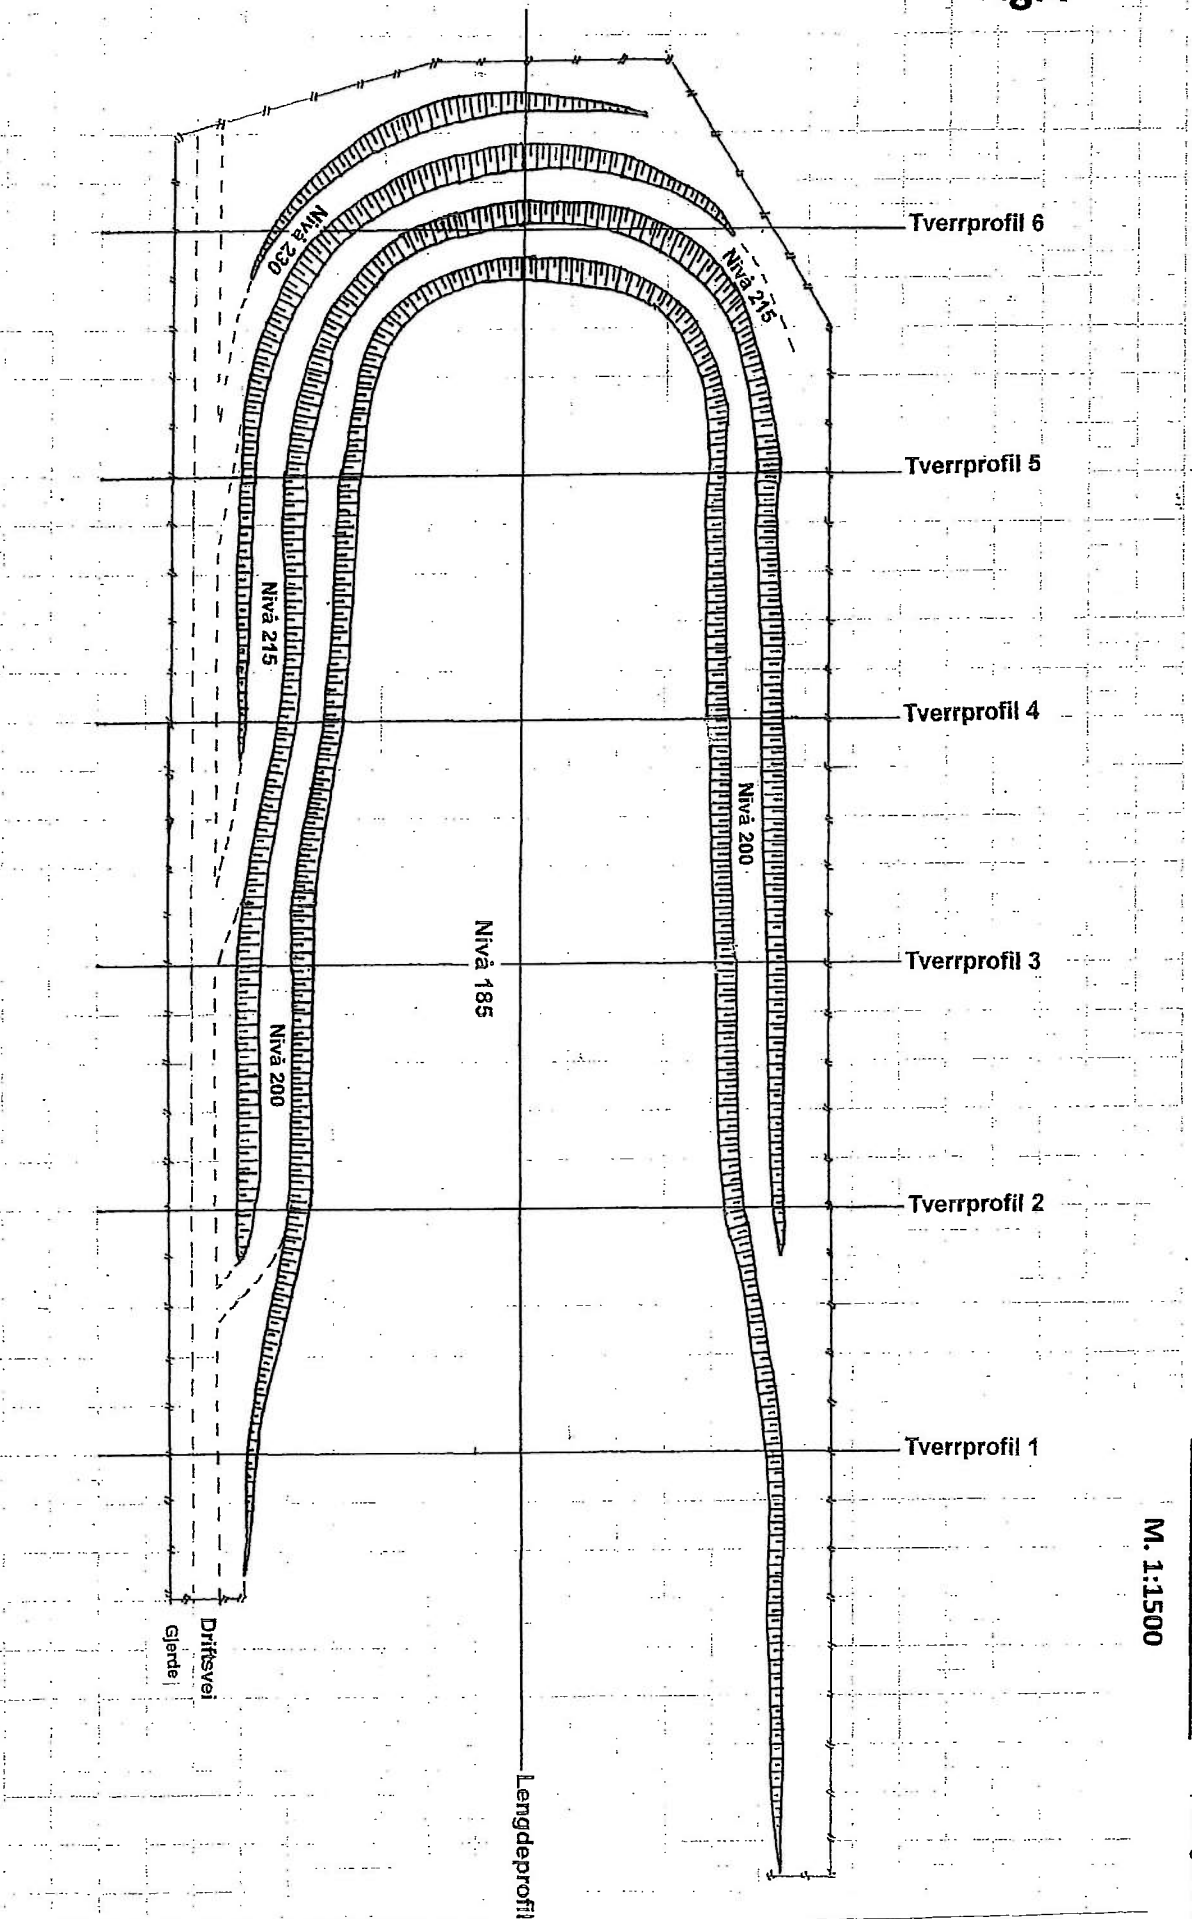 Tverrprofil 6
Nivå 230
Nivå 215
Tverrprofil 5
Nivå 215
Tverrprofil 4
Nivå 200
Tverrprofil 3
Nivå 185
Nivå 200
Tverrprofil 2
Tverrprofil 1
M. 1:1500
Driftsvei
Gjerde
Lengdeprofil